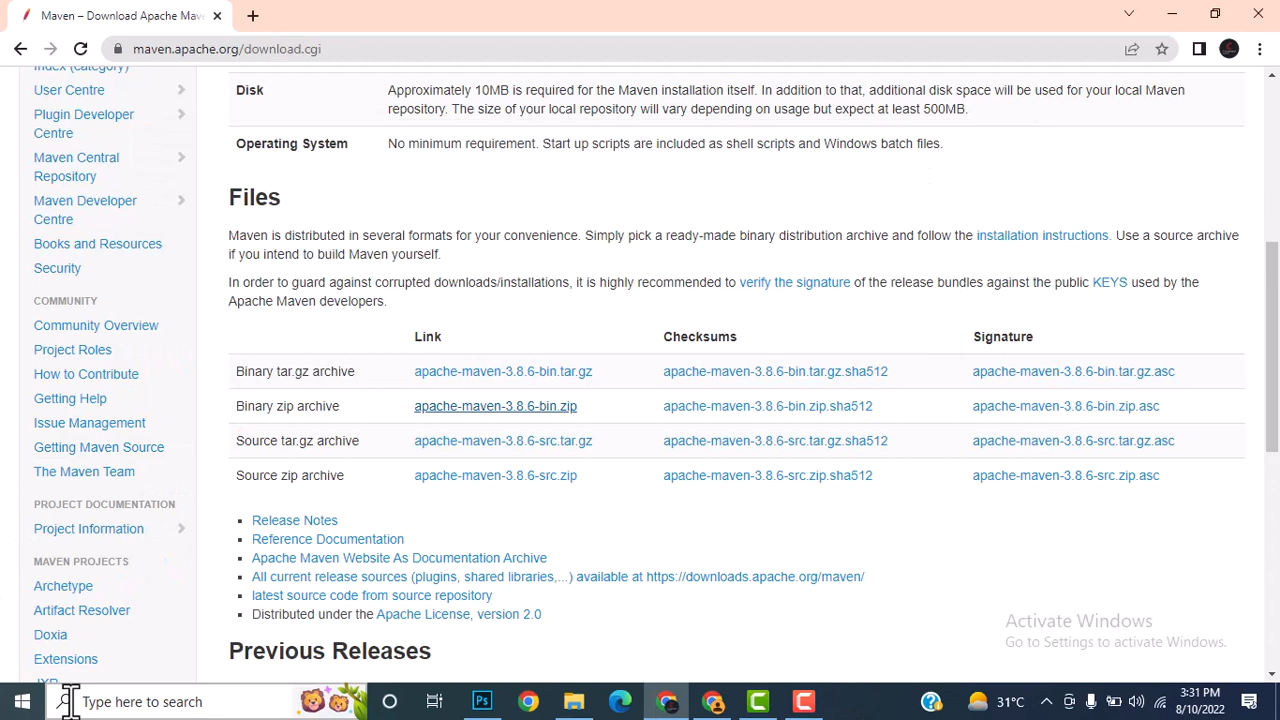 Maven – Download Apache Mav
maven.apache.org/download.cgi
Index (category)
User Centre
Plugin Developer
Centre
Maven Central
Repository
Maven Developer
Centre
Books and Resources
Security
COMMUNITY
Community Overview
Project Roles
How to Contribute
Getting Help
Issue Management
Getting Maven Source
The Maven Team
PROJECT DOCUMENTATION
Project Information
MAVEN PROJECTS
Archetype
Artifact Resolver
Doxia
Extensions
JXR
Disk Approximately 10MB is required for the Maven installation itself. In addition to that, additional disk space will be used for your local Maven
repository. The size of your local repository will vary depending on usage but expect at least 500MB.
Operating System No minimum requirement. Start up scripts are included as shell scripts and Windows batch files.
Files
Maven is distributed in several formats for your convenience. Simply pick a ready-made binary distribution archive and follow the installation instructions. Use a source archive
if you intend to build Maven yourself.
In order to guard against corrupted downloads/installations, it is highly recommended to verify the signature of the release bundles against the public KEYS used by the
Apache Maven developers.
Link Checksums Signature
Binary tar.gz archive apache-maven-3.8.6-bin.tar.gz apache-maven-3.8.6-bin.tar.gz.sha512 apache-maven-3.8.6-bin.tar.gz.asc
Binary zip archive apache-maven-3.8.6-bin.zip apache-maven-3.8.6-bin.zip.sha512 apache-maven-3.8.6-bin.zip.asc
Source tar.gz archive apache-maven-3.8.6-src.tar.gz apache-maven-3.8.6-src.tar.gz.sha512 apache-maven-3.8.6-src.tar.gz.asc
Source zip archive apache-maven-3.8.6-src.zip apache-maven-3.8.6-src.zip.sha512 apache-maven-3.8.6-src.zip.asc
Release Notes
Reference Documentation
Apache Maven Website As Documentation Archive
All current release sources (plugins, shared libraries,...) available at https://downloads.apache.org/maven/
latest source code from source repository
Distributed under the Apache License, version 2.0
Previous Releases
Activate Windows
Go to Settings to activate Windows.
Type here to search
Ps
31°C
3:31 PM
8/10/2022